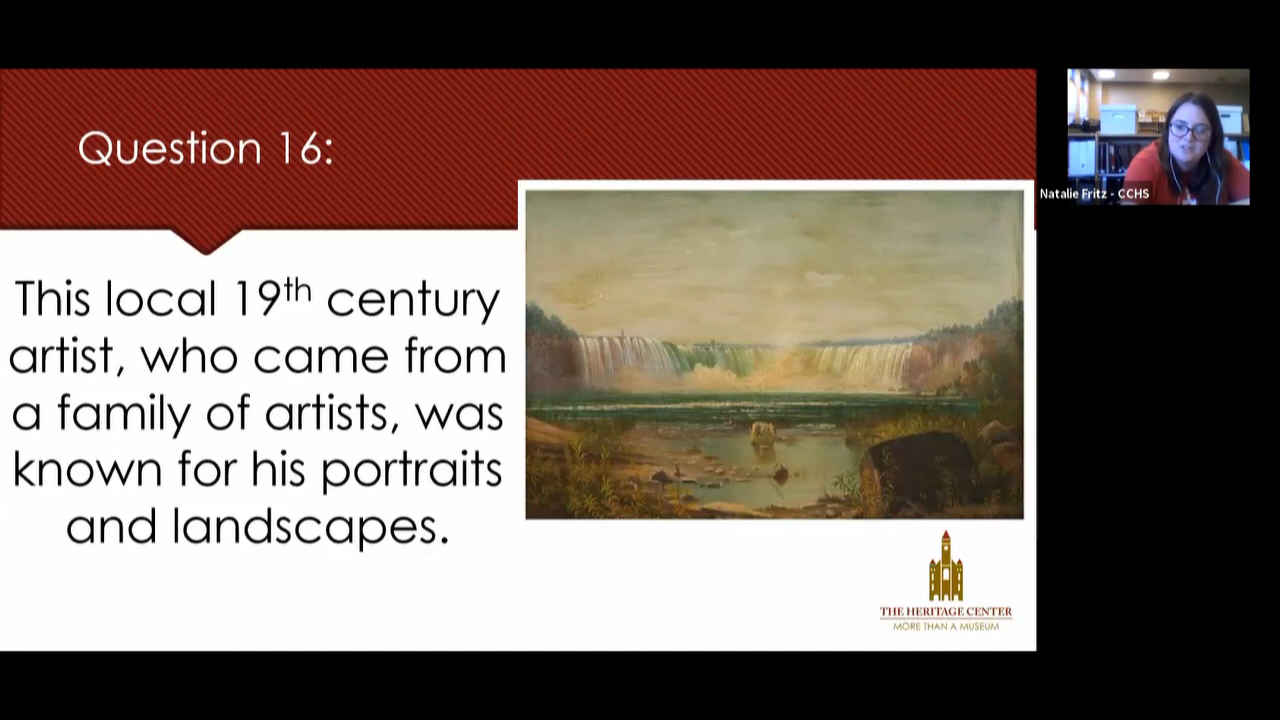 Question 16:
This local 19th century
artist, who came from
a family of artists, was
known for his portraits
and landscapes.
THE HERITAGE CENTER
MORE THAN A MUSEUM
Natalie Fritz - CCHS